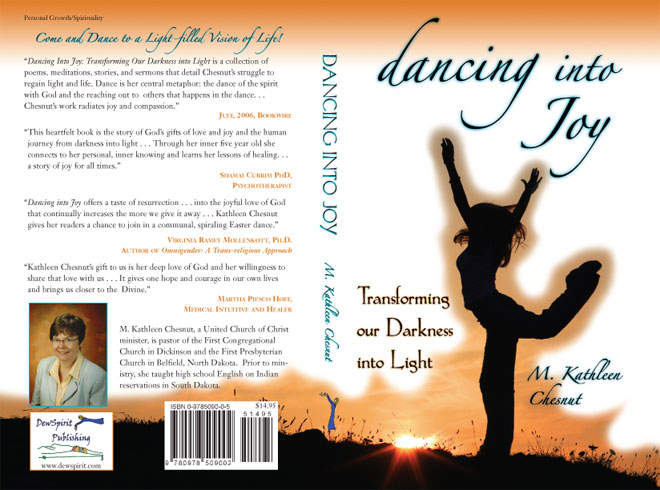 Personal Growth/Spirituality
Come and Dance to a Light-filled Vision of Life!
“Dancing Into Joy: Transforming Our Darkness into Light is a collection of
poems, meditations, stories, and sermons that detail Chesnut’s struggle to
regain light and life. Dance is her central metaphor: the dance of the spirit
with God and the reaching out to others that happens in the dance. . .
Chesnut’s work radiates joy and compassion.”
July, 2006, Bookwire
“This heartfelt book is the story of God’s gifts of love and joy and the human
journey from darkness into light . . . Through her inner five year old she
connects to her personal, inner knowing and learns her lessons of healing. . .
a story of joy for all times.”
Shamai Currim PhD,
Psychotherapist
“Dancing into Joy offers a taste of resurrection . . . into the joyful love of God
that continually increases the more we give it away . . . Kathleen Chesnut
gives her readers a chance to join in a communal, spiraling Easter dance.”
Virginia Ramey Mollenkott, Ph.D.
Author of Omnigender: A Trans-religious Approach
“Kathleen Chesnut’s gift to us is her deep love of God and her willingness to
share that love with us . . . It gives one hope and courage in our own lives
and brings us closer to the Divine.”
Martha Piesco Hoff,
Medical Intuitive and Healer
M. Kathleen Chesnut, a United Church of Christ
minister, is pastor of the First Congregational
Church in Dickinson and the First Presbyterian
Church in Belfield, North Dakota. Prior to min-
istry, she taught high school English on Indian
reservations in South Dakota.
DewSpirit
Publishing
www.dewspirit.com
ISBN 0-9785090-0-5
$14.95
51495
9780978509002
DANCING INTO JOY
M. Kathleen Chesnut
dancing into
Joy
Transforming
our Darkness
into Light
M. Kathleen
Chesnut